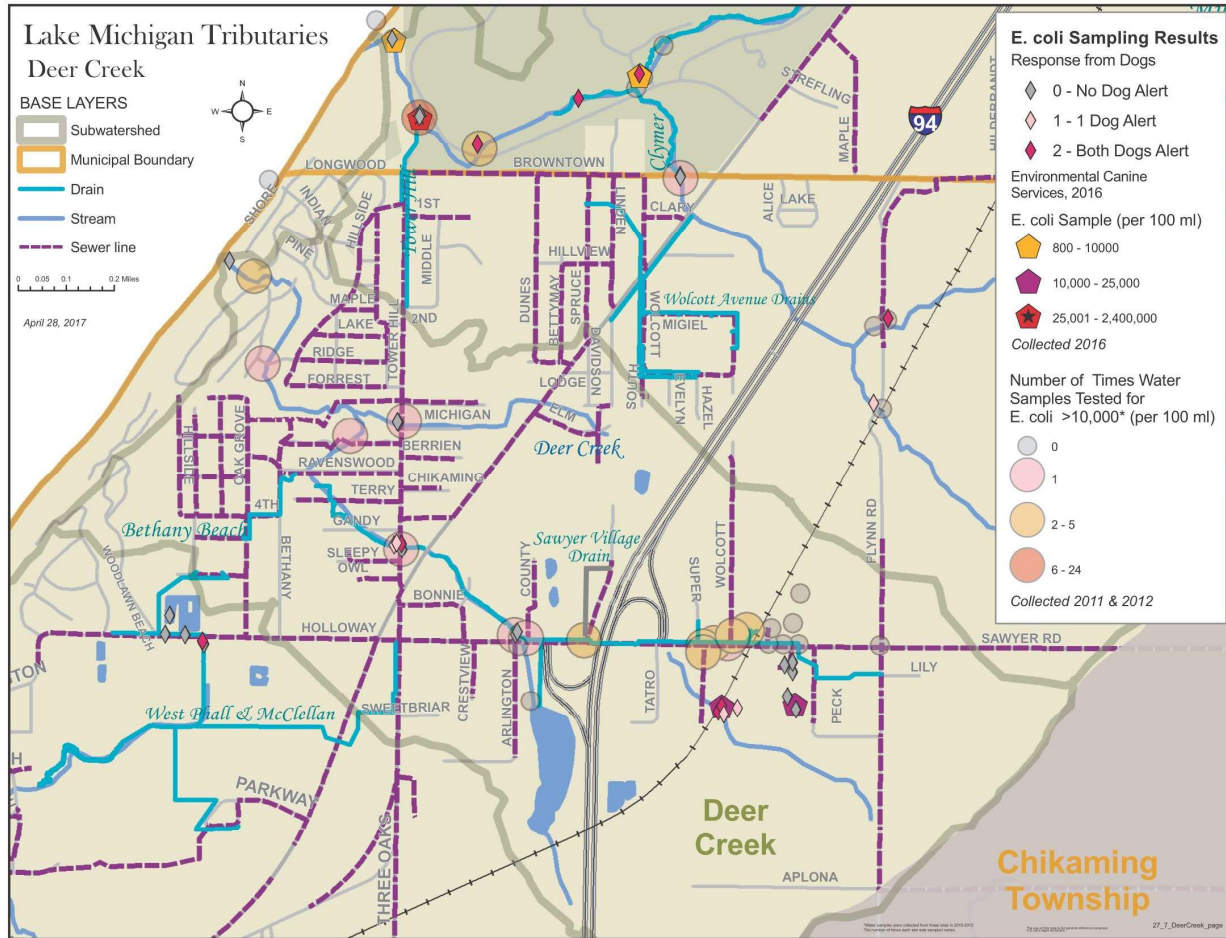 Lake Michigan Tributaries
Deer Creek
BASE LAYERS
Subwatershed
Municipal Boundary
Drain
Stream
Sewer line
0 0.05 0.1 0.2 Miles
April 28, 2017
N
W E
S
E. coli Sampling Results
Response from Dogs
0 - No Dog Alert
1 - 1 Dog Alert
2 - Both Dogs Alert
Environmental Canine
Services, 2016
E. coli Sample (per 100 ml)
800 - 10000
10,000 - 25,000
25,001 - 2,400,000
Collected 2016
Number of Times Water
Samples Tested for
E. coli >10,000* (per 100 ml)
0
1
2 - 5
6 - 24
Collected 2011 & 2012
STREFLING
MAPLE
94
HILDEBRANDT
LONGWOOD
BROWNTOWN
Clymer
SHORE
INDIAN
PINE
HILLSIDE
Tower Hill
1ST
MIDDLE
LINDEN
CLARY
ALICE
LAKE
HILLVIEW
MAPLE
LAKE
RIDGE
FORREST
2ND
TOWER HILL
DUNES
BETTYMAY
SPRUCE
DAVIDSON
WOLCOTT
Wolcott Avenue Drains
MIGIEL
LODGE
SOUTH
EVELYN
HAZEL
MICHIGAN
ELM
Deer Creek
BERRIEN
HILLSIDE
OAK GROVE
RAVENSWOOD
CHIKAMING
TERRY
4TH
GANDY
Bethany Beach
BETHANY
SLEEPY
OWL
Sawyer Village
Drain
COUNTY
SUPER
WOLCOTT
FLYNN RD
WOODLAWN BEACH
BONNIE
HOLLOWAY
SAWYER RD
LILY
CRESTVIEW
ARLINGTON
TATRO
PECK
STON
West Phall & McClellan
SWEETBRIAR
H
PARKWAY
THREE OAKS
Deer
Creek
Chikaming
Township
APLONA
27_7_DeerCreek_page